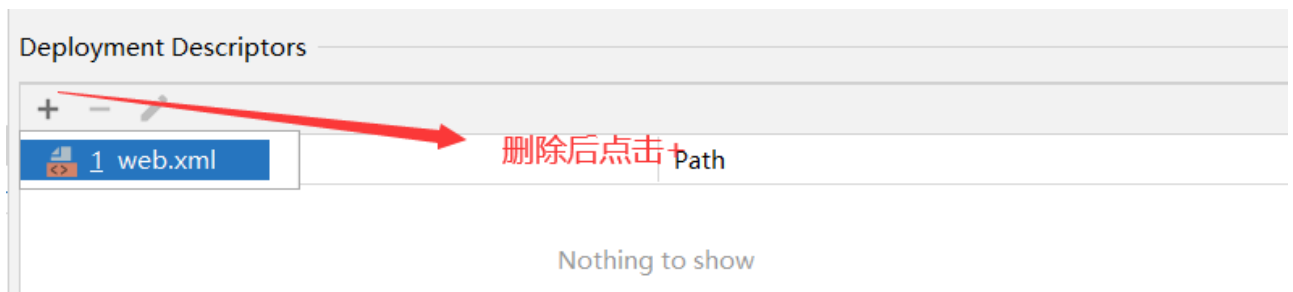 Deployment Descriptors
1 web.xml
删除后点击+
Path
Nothing to show